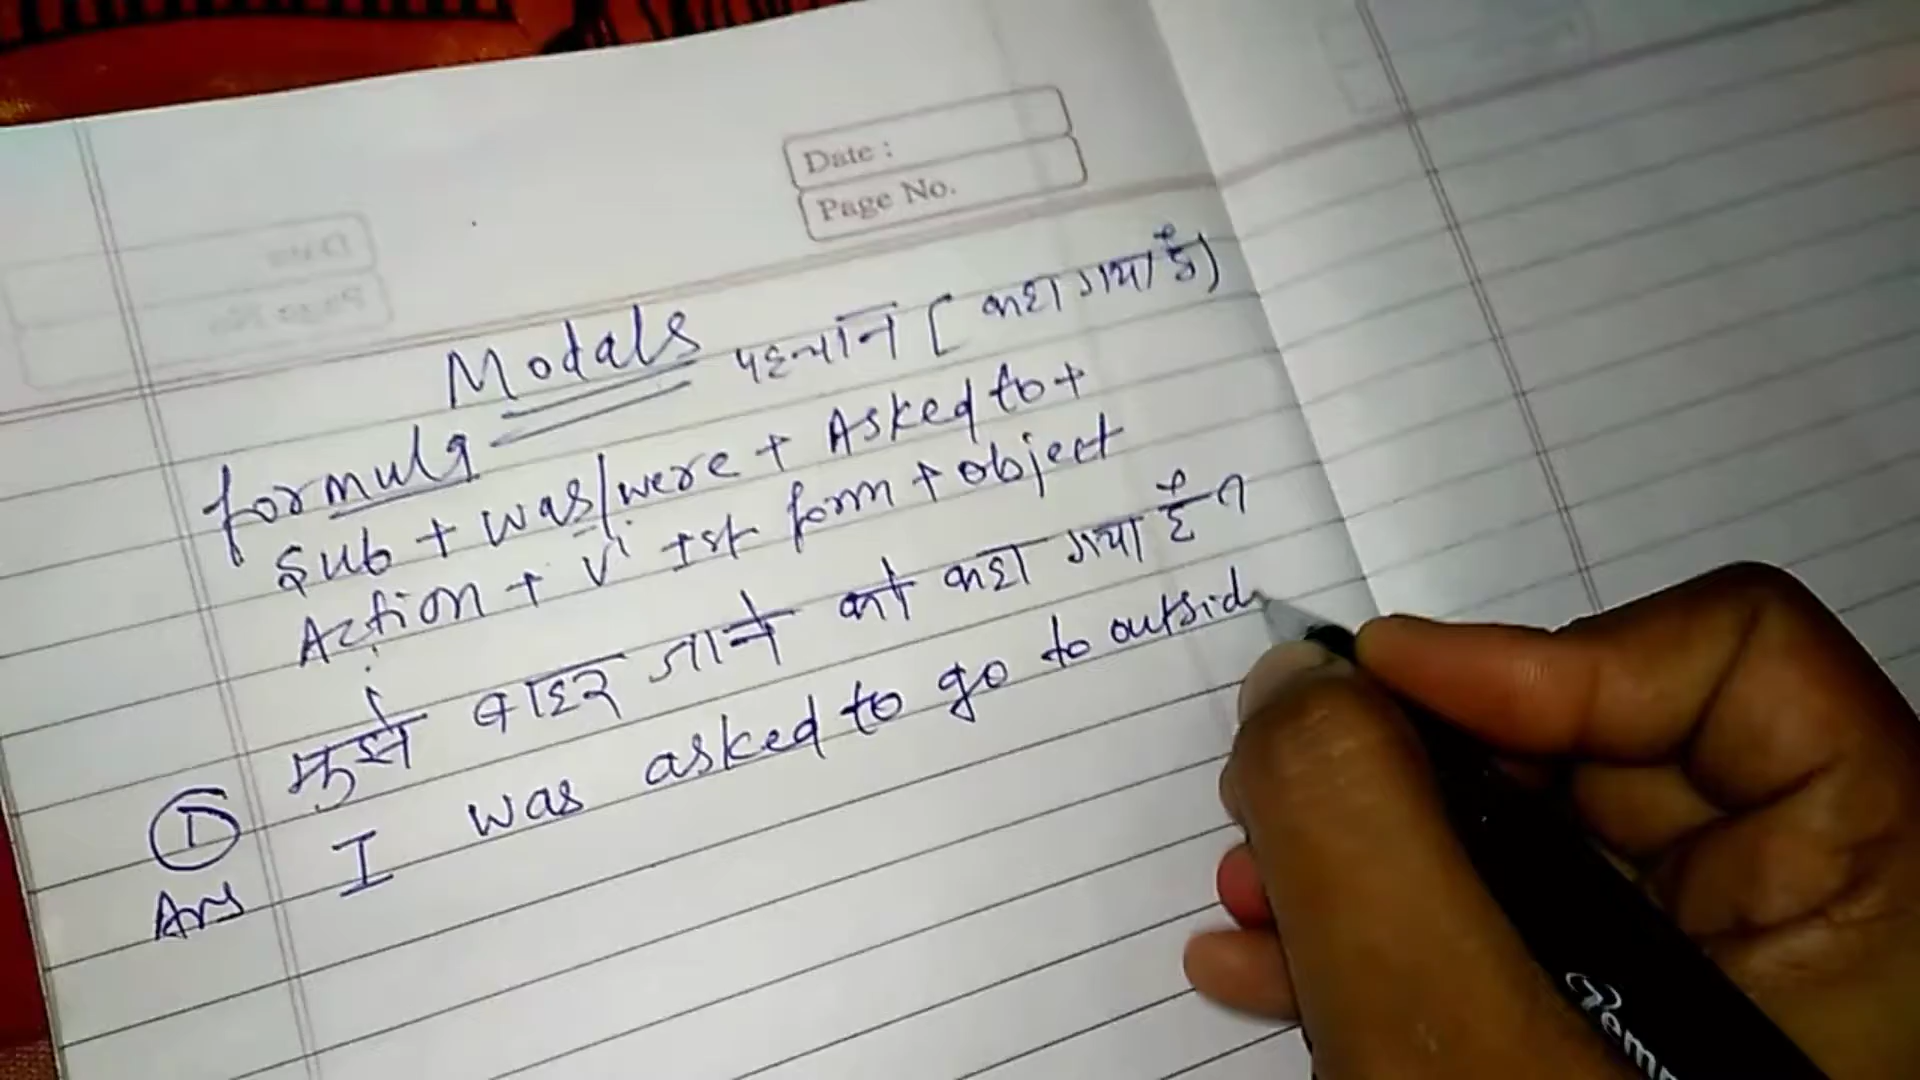 Date :
Page No.
Modals पहचान [ कहा गया है)
formula
Sub + was/were + Asked to +
Action + V¹ Ist form + object
① मुझे बाहर जाने को कहा गया है ?
Ans I was asked to go to outsid